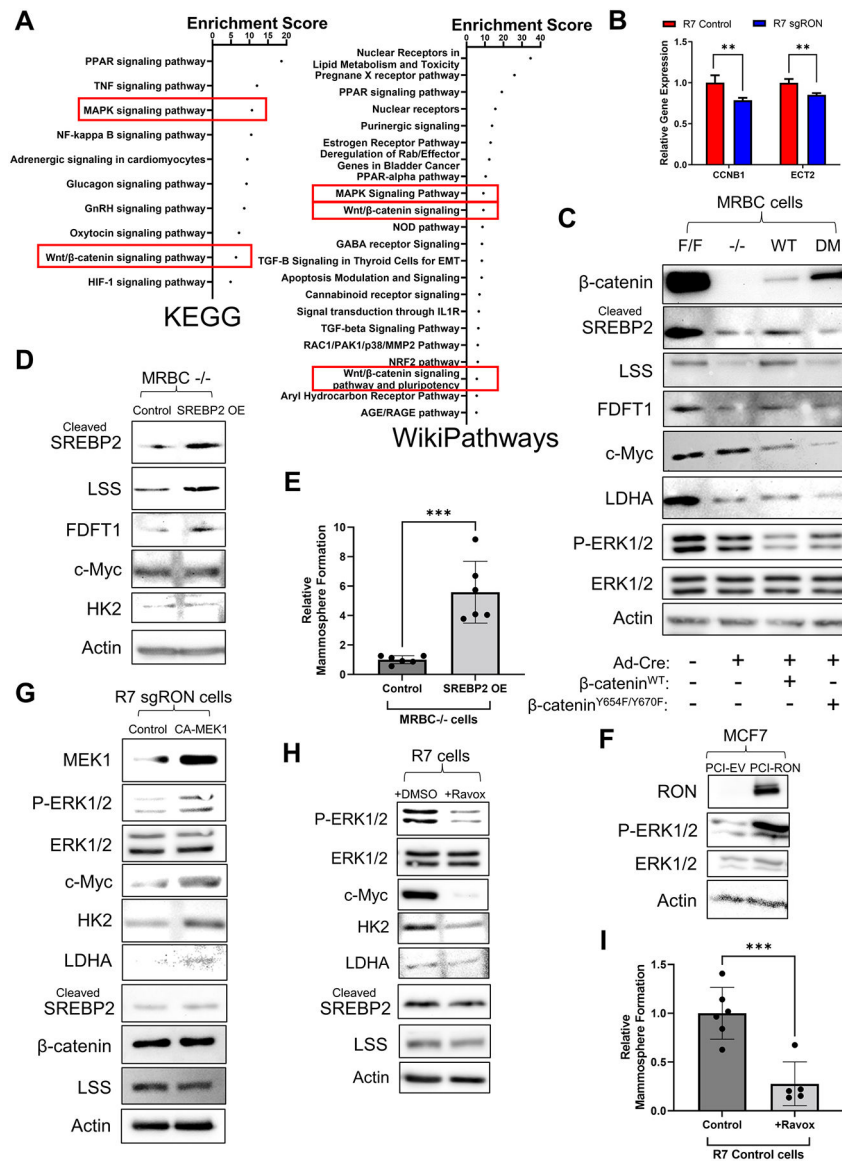 A
Enrichment Score
0 5 10 15 20
PPAR signaling pathway
TNF signaling pathway
MAPK signaling pathway
NF-kappa B signaling pathway
Adrenergic signaling in cardiomyocytes
Glucagon signaling pathway
GnRH signaling pathway
Oxytocin signaling pathway
Wnt/β-catenin signaling pathway
HIF-1 signaling pathway
KEGG
Enrichment Score
0 10 20 30 40
Nuclear Receptors in
Lipid Metabolism and Toxicity
Pregnane X receptor pathway
PPAR signaling pathway
Nuclear receptors
Purinergic signaling
Estrogen Receptor Pathway
Deregulation of Rab/Effector
Genes in Bladder Cancer
PPAR-alpha pathway
MAPK Signaling Pathway
Wnt/β-catenin signaling
NOD pathway
GABA receptor Signaling
TGF-B Signaling in Thyroid Cells for EMT
Apoptosis Modulation and Signaling
Cannabinoid receptor signaling
Signal transduction through IL1R
TGF-beta Signaling Pathway
RAC1/PAK1/p38/MMP2 Pathway
NRF2 pathway
Wnt/β-catenin signaling
pathway and pluripotency
Aryl Hydrocarbon Receptor Pathway
AGE/RAGE pathway
WikiPathways
B
R7 Control
R7 sgRON
Relative Gene Expression
1.5
1.0
0.5
0.0
**
**
CCNB1
ECT2
C
MRBC cells
F/F -/- WT DM
β-catenin
Cleaved
SREBP2
LSS
FDFT1
c-Myc
LDHA
P-ERK1/2
ERK1/2
Actin
Ad-Cre: - + + +
β-cateninᵂᵀ: - - + -
β-cateninʸ⁶⁵⁴ᶠ/ʸ⁶⁷⁰ᶠ: - - - +
D
MRBC -/-
Control SREBP2 OE
Cleaved
SREBP2
LSS
FDFT1
c-Myc
HK2
Actin
E
Relative
Mammosphere Formation
10
8
6
4
2
0
***
Control
SREBP2 OE
MRBC-/- cells
F
MCF7
PCI-EV PCI-RON
RON
P-ERK1/2
ERK1/2
Actin
G
R7 sgRON cells
Control CA-MEK1
MEK1
P-ERK1/2
ERK1/2
c-Myc
HK2
LDHA
Cleaved
SREBP2
β-catenin
LSS
Actin
H
R7 cells
+DMSO +Ravox
P-ERK1/2
ERK1/2
c-Myc
HK2
LDHA
Cleaved
SREBP2
LSS
Actin
I
Relative
Mammosphere Formation
1.5
1.0
0.5
0.0
***
Control
+Ravox
R7 Control cells